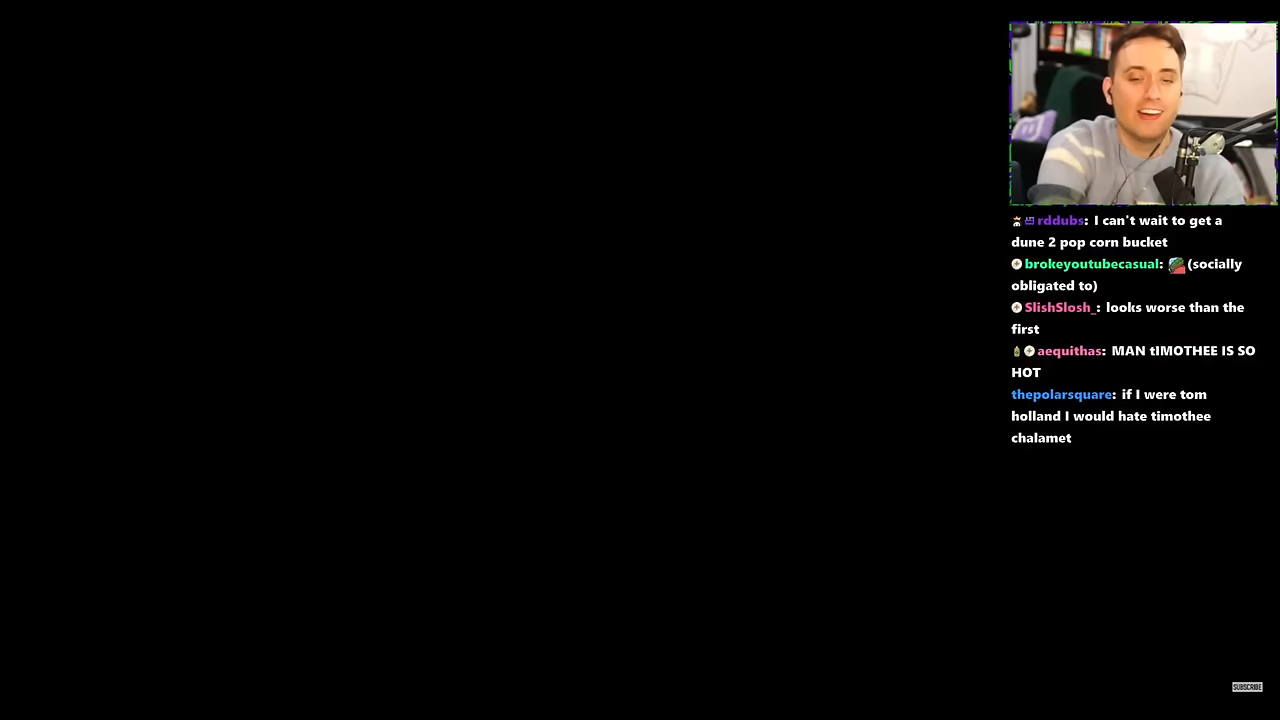 rddubs: I can't wait to get a
dune 2 pop corn bucket
brokeyoutubecasual: (socially
obligated to)
SlishSlosh_: looks worse than the
first
aequithas: MAN tIMOTHEE IS SO
HOT
thepolarsquare: if I were tom
holland I would hate timothee
chalamet
SUBSCRIBE